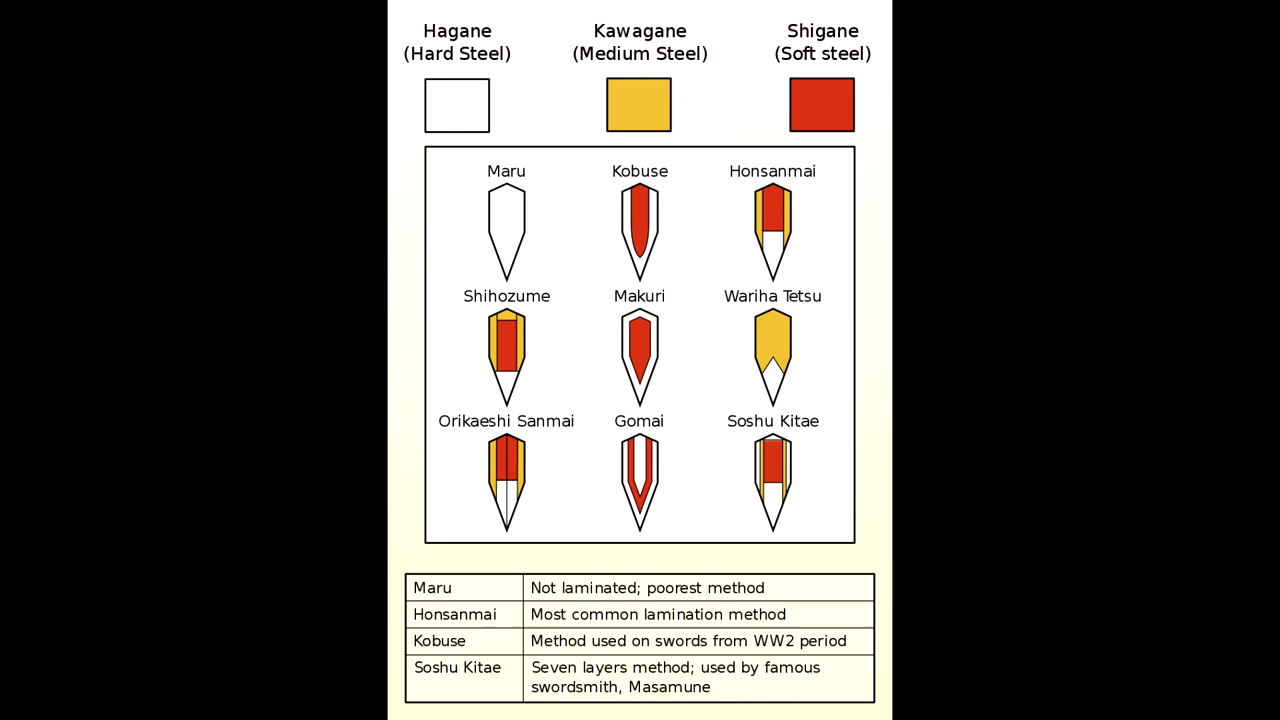 Hagane
(Hard Steel)
Kawagane
(Medium Steel)
Shigane
(Soft steel)
Maru
Kobuse
Honsanmai
Shihozume
Makuri
Wariha Tetsu
Orikaeshi Sanmai
Gomai
Soshu Kitae
Maru
Not laminated; poorest method
Honsanmai
Most common lamination method
Kobuse
Method used on swords from WW2 period
Soshu Kitae
Seven layers method; used by famous
swordsmith, Masamune